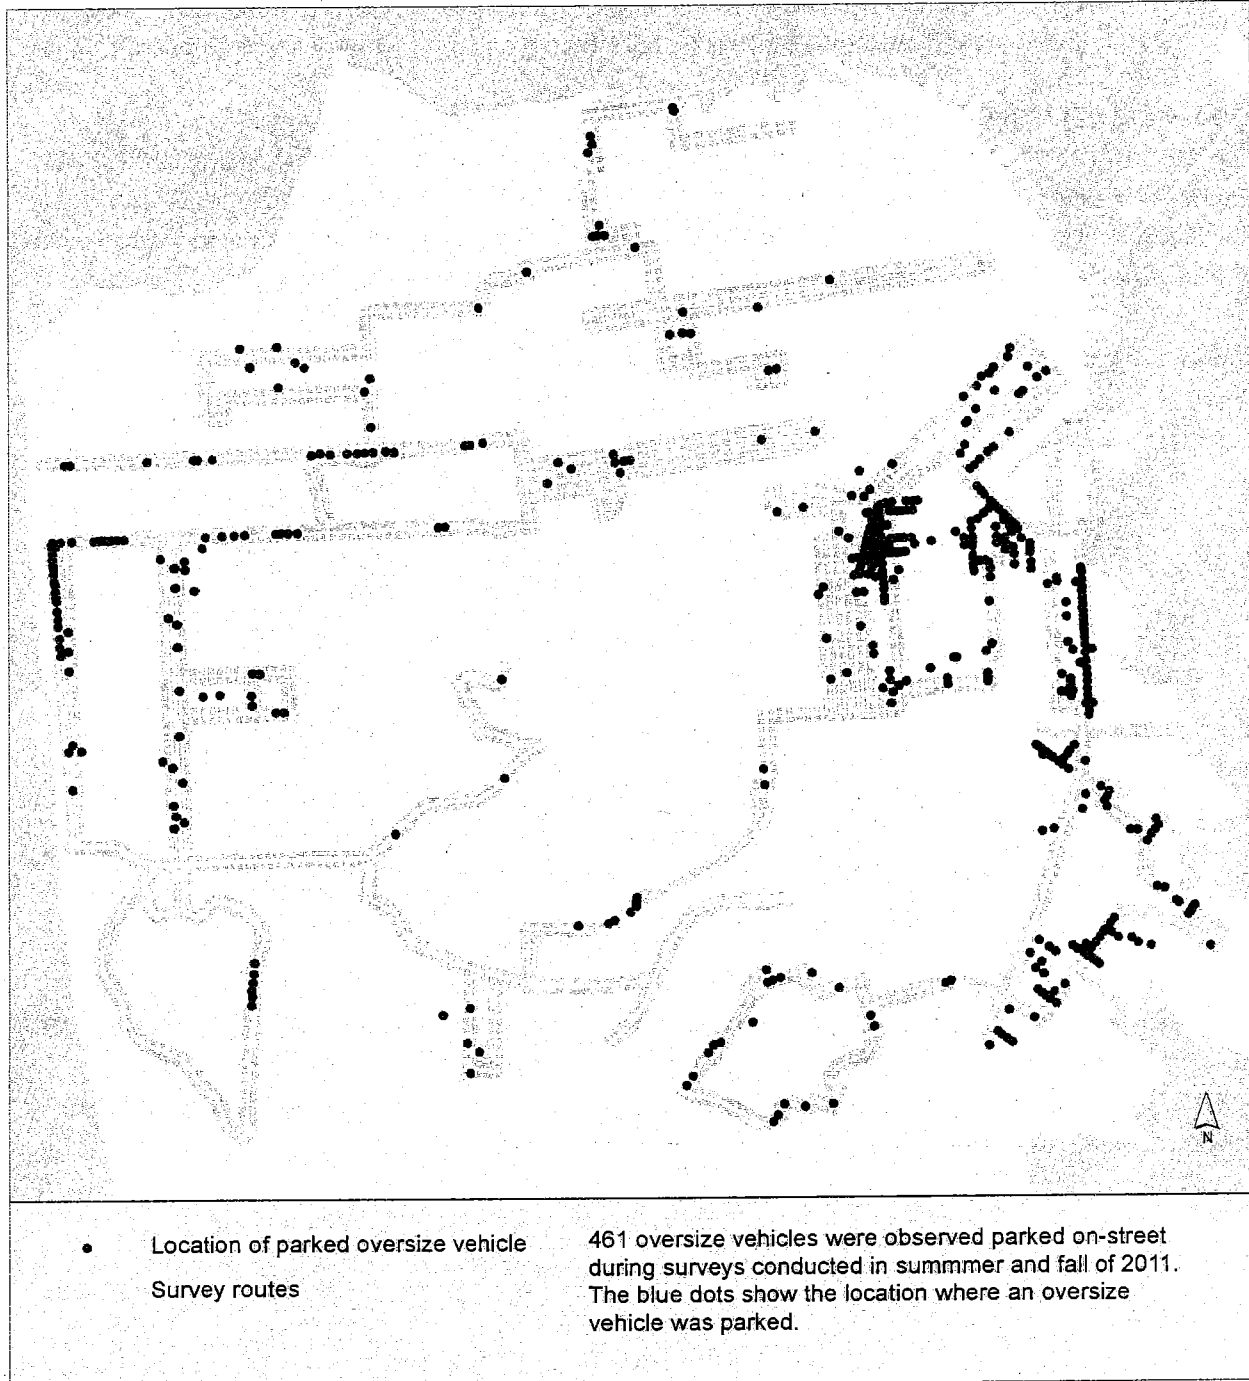 N
Location of parked oversize vehicle
Survey routes
461 oversize vehicles were observed parked on-street
during surveys conducted in summmer and fall of 2011.
The blue dots show the location where an oversize
vehicle was parked.